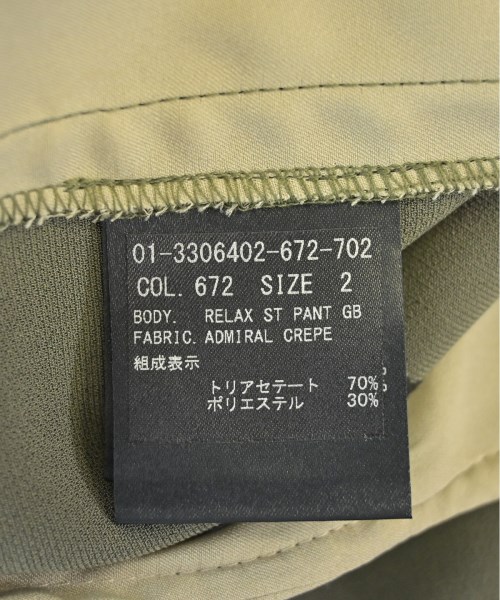 01-3306402-672-702
COL. 672 SIZE 2
BODY. RELAX ST PANT GB
FABRIC. ADMIRAL CREPE
組成表示
トリアセテート 70%
ポリエステル 30%